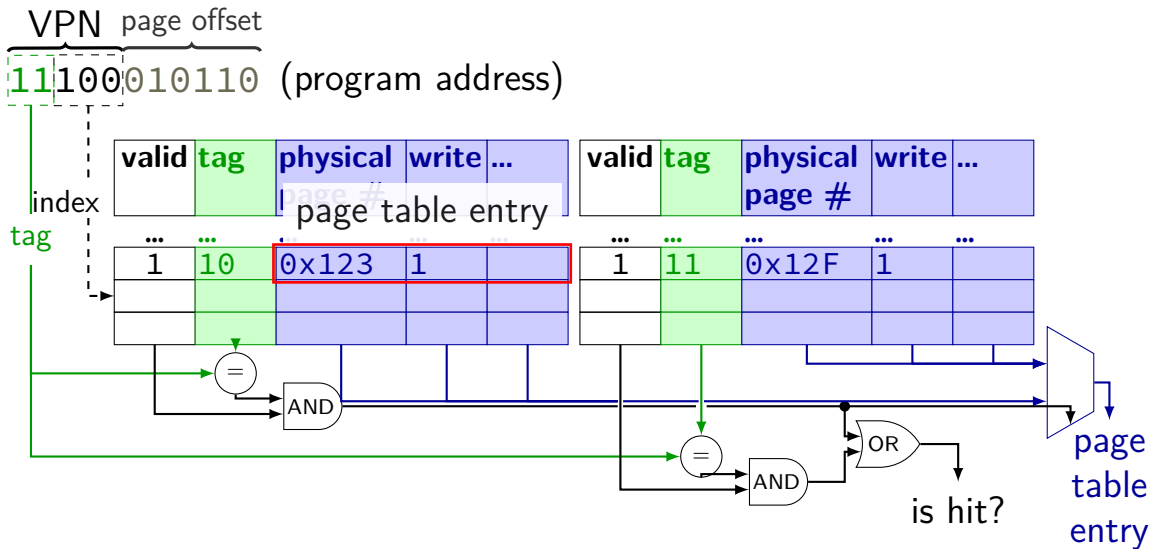 VPN page offset
11100010110 (program address)
valid tag physical page # write ... valid tag physical page # write ...
page table entry
index
tag
... ... ... ... ... ... ... ... ... ...
1 10 0x123 1 1 11 0x12F 1
=
AND
=
AND
OR
is hit?
page
table
entry